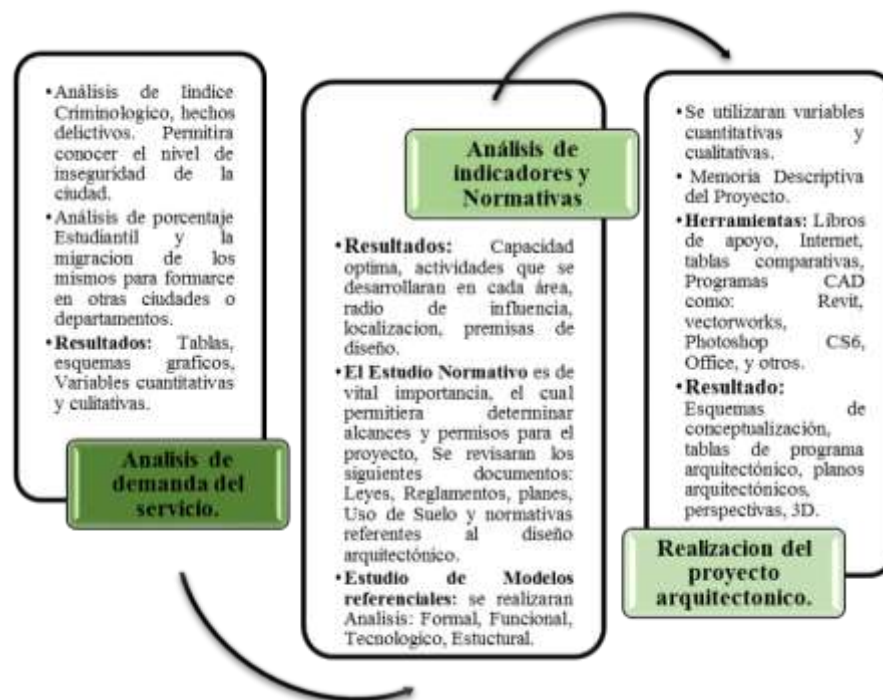 •Análisis de Iindice
Criminologico, hechos
delictivos. Permitira
conocer el nivel de
inseguridad de la
ciudad.
•Análisis de porcentaje
Estudiantil y la
migracion de los
mismos para formarce
en otras ciudades o
departamentos.
•Resultados: Tablas,
esquemas graficos,
Variables cuantitativas
y culitativas.
Analisis de
demanda del
servicio.
Análisis de
indicadores y
Normativas
•Resultados: Capacidad
optima, actividades que se
desarrollaran en cada área,
radio de influencia,
localizacion, premisas de
diseño.
•El Estudio Normativo es de
vital importancia, el cual
permitiera determinar
alcances y permisos para el
proyecto, Se revisaran los
siguientes documentos:
Leyes, Reglamentos, planes,
Uso de Suelo y normativas
referentes al diseño
arquitectónico.
•Estudio de Modelos
referenciales: se realizaran
Analisis: Formal, Funcional,
Tecnologico, Estuctural.
•Se utilizaran variables
cuantitativas y
cualitativas.
• Memoria Descriptiva
del Proyecto.
•Herramientas: Libros
de apoyo, Internet,
tablas comparativas,
Programas CAD
como: Revit,
vectorworks,
Photoshop CS6,
Office, y otros.
•Resultado:
Esquemas de
conceptualización,
tablas de programa
arquitectónico, planos
arquitectónicos,
perspectivas, 3D.
Realizacion del
proyecto
arquitectonico.